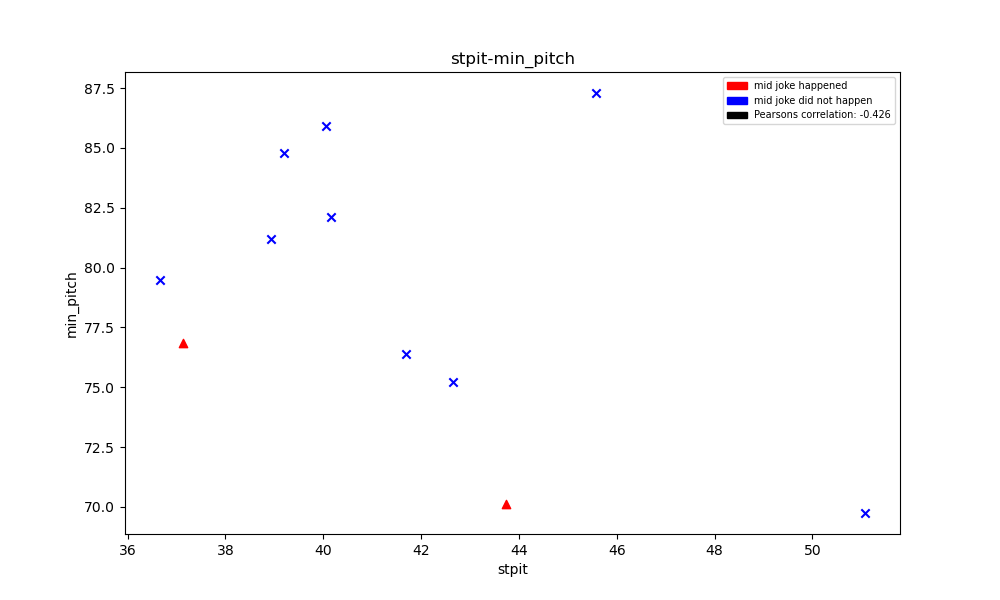 stpit-min_pitch
mid joke happened
mid joke did not happen
Pearsons correlation: -0.426
87.5
85.0
82.5
80.0
77.5
75.0
72.5
70.0
min_pitch
36 38 40 42 44 46 48 50
stpit